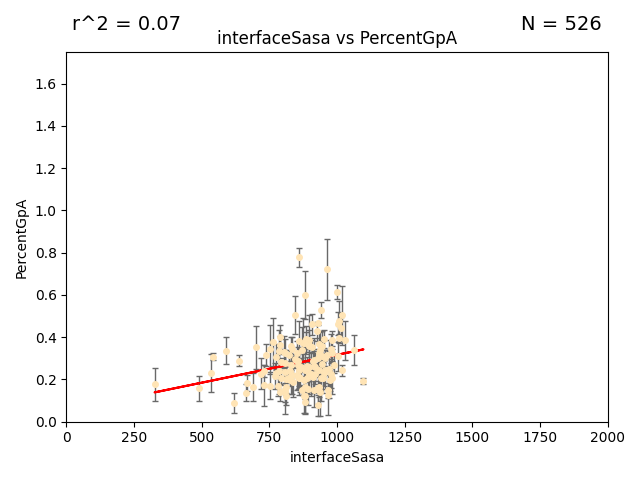 r^2 = 0.07
N = 526
interfaceSasa vs PercentGpA
PercentGpA
1.6
1.4
1.2
1.0
0.8
0.6
0.4
0.2
0.0
0 250 500 750 1000 1250 1500 1750 2000
interfaceSasa